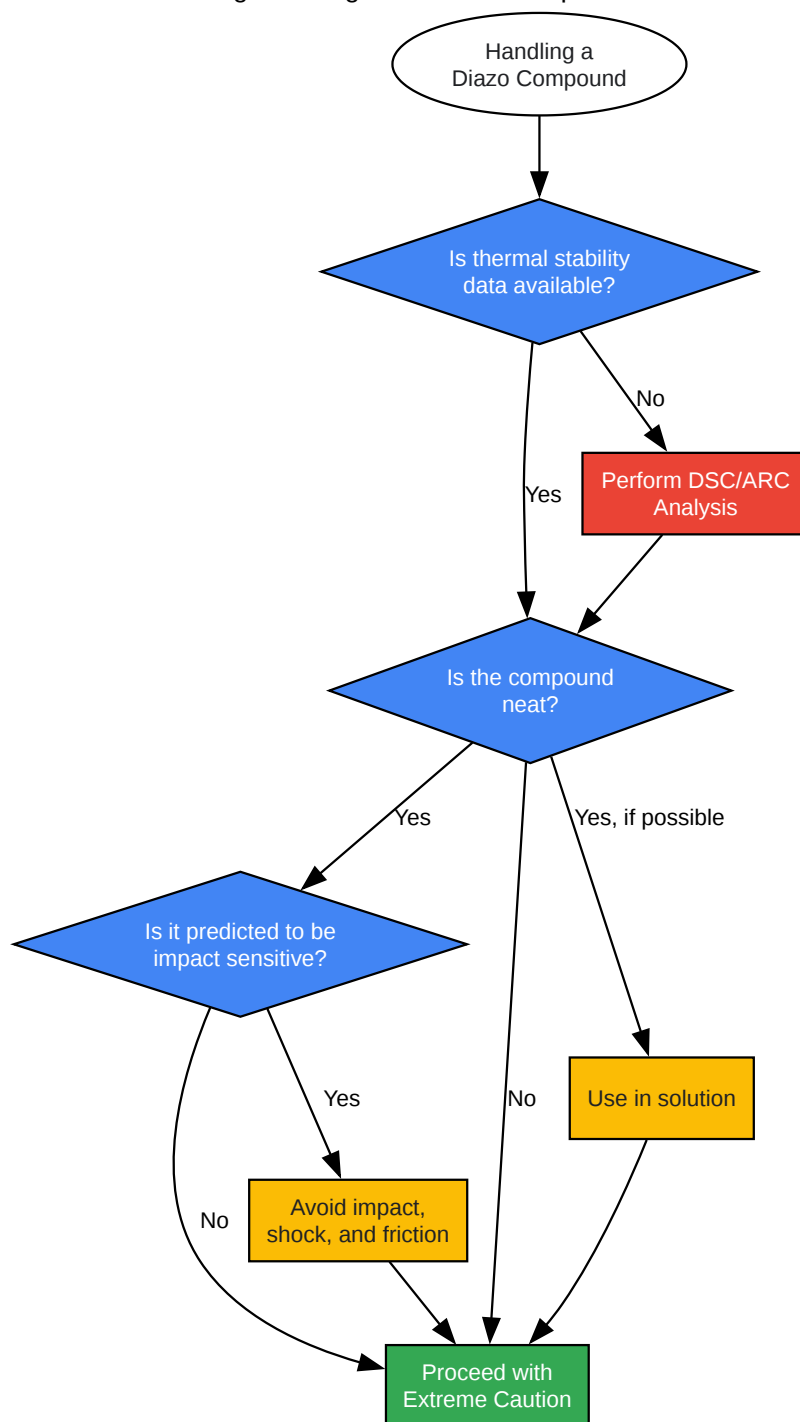 Handling a
Diazo Compound
Is thermal stability
data available?
No
Perform DSC/ARC
Analysis
Yes
Is the compound
neat?
Yes
Yes, if possible
Is it predicted to be
impact sensitive?
Yes
No
Use in solution
No
Avoid impact,
shock, and friction
Proceed with
Extreme Caution